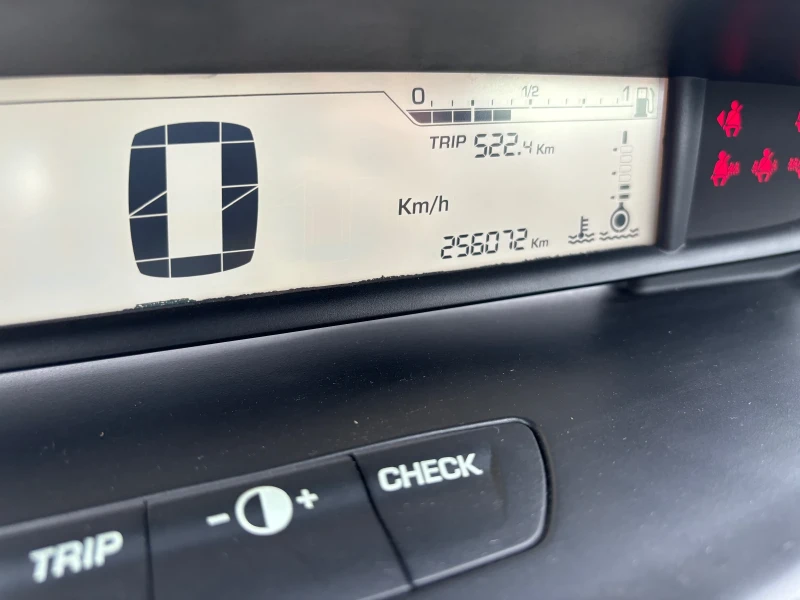 0 1/2 1
TRIP 522.4 Km
0
Km/h
256072 Km
TRIP
- +
CHECK